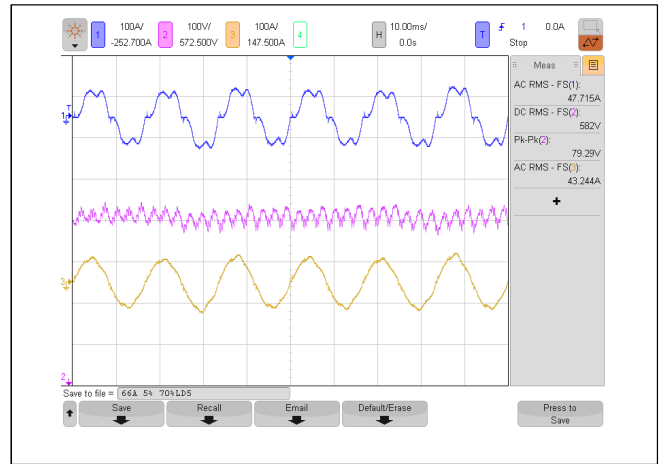 1 100A/ 2 100V/ 3 100A/ 4 H 10.00ms/ T 1 0.0A
-252.700A 572.500V 147.500A 0.0s Stop
Meas
AC RMS - FS(1):
47.715A
DC RMS - FS(2):
582V
Pk-Pk(2):
79.29V
AC RMS - FS(3):
43.244A
+
T
1
3
2
Save to file = 66A 5% 70%LD5
Save Recall Email Default/Erase Press to
Save